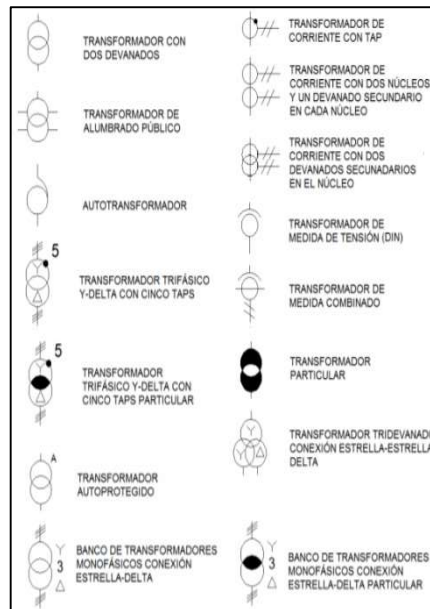 TRANSFORMADOR CON
DOS DEVANADOS
TRANSFORMADOR DE
ALUMBRADO PÚBLICO
AUTOTRANSFORMADOR
5
TRANSFORMADOR TRIFÁSICO
Y-DELTA CON CINCO TAPS
5
TRANSFORMADOR
TRIFÁSICO Y-DELTA CON
CINCO TAPS PARTICULAR
A
TRANSFORMADOR
AUTOPROTEGIDO
3
BANCO DE TRANSFORMADORES
MONOFÁSICOS CONEXIÓN
ESTRELLA-DELTA
TRANSFORMADOR DE
CORRIENTE CON TAP
TRANSFORMADOR DE
CORRIENTE CON DOS NÚCLEOS
Y UN DEVANADO SECUNDARIO
EN CADA NÚCLEO
TRANSFORMADOR DE
CORRIENTE CON DOS
DEVANADOS SECUNADARIOS
EN EL NÚCLEO
TRANSFORMADOR DE
MEDIDA DE TENSIÓN (DIN)
TRANSFORMADOR DE
MEDIDA COMBINADO
TRANSFORMADOR
PARTICULAR
TRANSFORMADOR TRIDEVANADO
CONEXIÓN ESTRELLA-ESTRELLA
DELTA
3
BANCO DE TRANSFORMADORES
MONOFÁSICOS CONEXIÓN
ESTRELLA-DELTA PARTICULAR